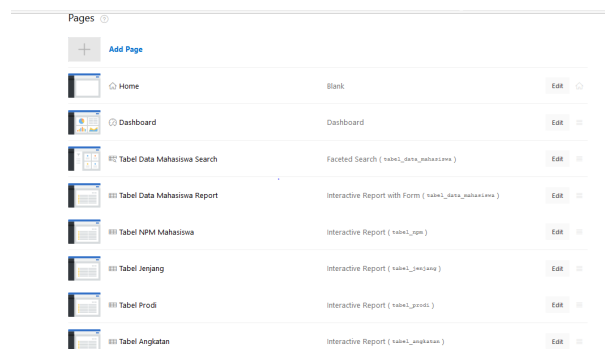 Pages
Add Page
Home Blank Edit
Dashboard Dashboard Edit
Tabel Data Mahasiswa Search Faceted Search ( tabel_data_mahasiswa ) Edit
Tabel Data Mahasiswa Report Interactive Report with Form ( tabel_data_mahasiswa ) Edit
Tabel NPM Mahasiswa Interactive Report ( tabel_npm ) Edit
Tabel Jenjang Interactive Report ( tabel_jenjang ) Edit
Tabel Prodi Interactive Report ( tabel_prodi ) Edit
Tabel Angkatan Interactive Report ( tabel_angkatan ) Edit